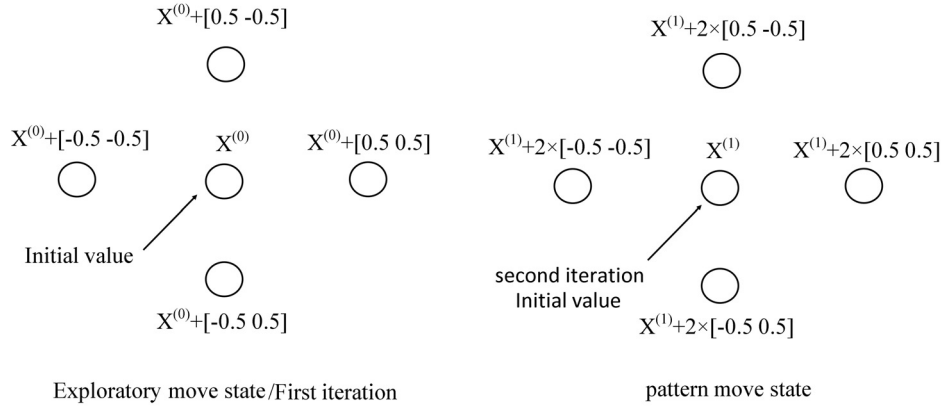 X(0)+[0.5 -0.5]
X(0)+[-0.5 -0.5]
X(0)
X(0)+[0.5 0.5]
Initial value
X(0)+[-0.5 0.5]
Exploratory move state/First iteration
X(1)+2×[0.5 -0.5]
X(1)+2×[-0.5 -0.5]
X(1)
X(1)+2×[0.5 0.5]
second iteration
Initial value
X(1)+2×[-0.5 0.5]
pattern move state